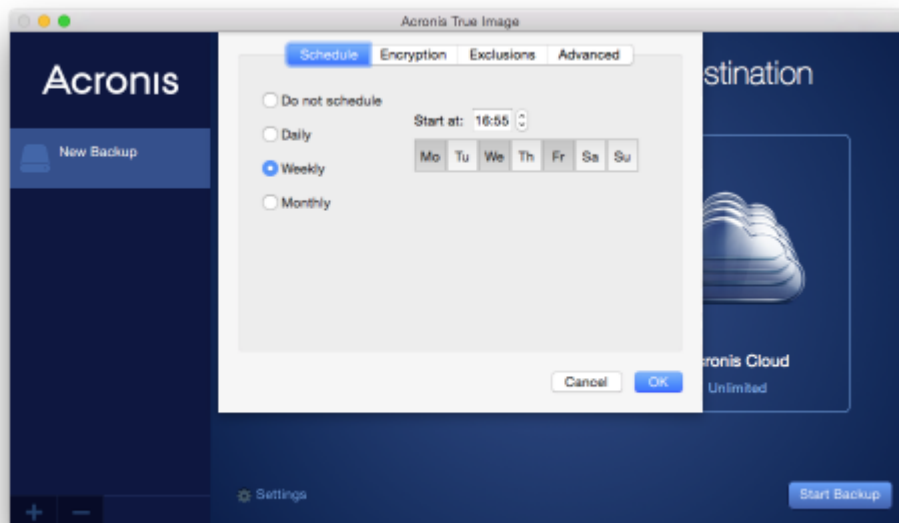 Acronis True Image
Schedule Encryption Exclusions Advanced
stination
Acronis
New Backup
Do not schedule
Start at: 16:55
Daily
Mo Tu We Th Fr Sa Su
Weekly
Monthly
ronis Cloud
Unlimited
Cancel OK
Settings
Start Backup